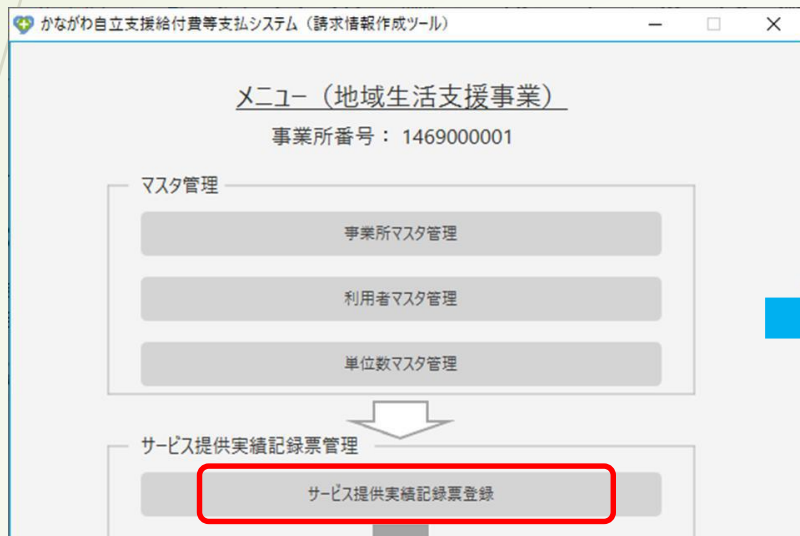 かながわ自立支援給付費等支払システム（請求情報作成ツール）
メニュー（地域生活支援事業）
事業所番号： 1469000001
マスタ管理
事業所マスタ管理
利用者マスタ管理
単位数マスタ管理
サービス提供実績記録票管理
サービス提供実績記録票登録